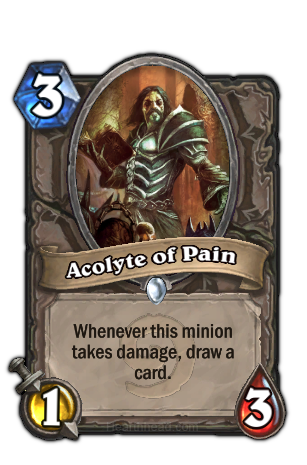 3
Acolyte of Pain
Whenever this minion
takes damage, draw a
card.
1
3